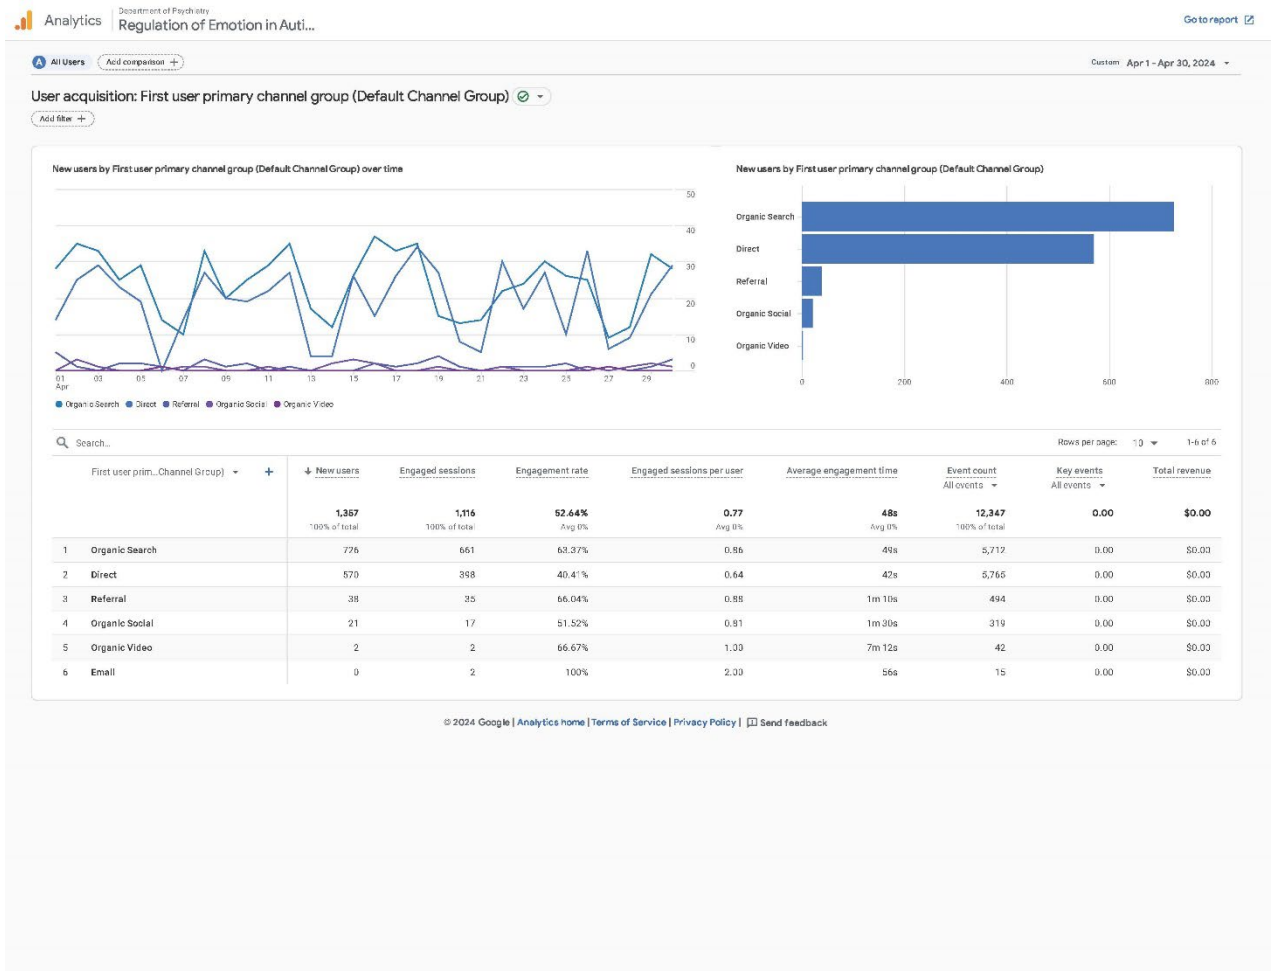 Analytics
Department of Psychiatry
Regulation of Emotion in Auti...
Go to report
A All Users Add comparison +
Custom Apr 1 - Apr 30, 2024
User acquisition: First user primary channel group (Default Channel Group)
Add filter +
New users by First user primary channel group (Default Channel Group) over time
50
40
30
20
10
0
01 03 05 07 09 11 13 15 17 19 21 23 25 27 29
Apr
Organic Search Direct Referral Organic Social Organic Video
New users by First user primary channel group (Default Channel Group)
Organic Search
Direct
Referral
Organic Social
Organic Video
0 200 400 600 800
Search... Rows per page: 10 1-6 of 6
First user prim...Channel Group) + ↓ New users Engaged sessions Engagement rate Engaged sessions per user Average engagement time Event count Key events Total revenue
All events All events
1,357 1,116 52.64% 0.77 48s 12,347 0.00 $0.00
100% of total 100% of total Avg 0% Avg 0% Avg 0% 100% of total
1 Organic Search 726 661 63.37% 0.86 49s 5,712 0.00 $0.00
2 Direct 570 398 40.41% 0.64 42s 5,765 0.00 $0.00
3 Referral 38 35 66.04% 0.88 1m 10s 494 0.00 $0.00
4 Organic Social 21 17 51.52% 0.81 1m 30s 319 0.00 $0.00
5 Organic Video 2 2 66.67% 1.00 7m 12s 42 0.00 $0.00
6 Email 0 2 100% 2.00 56s 15 0.00 $0.00
© 2024 Google | Analytics home | Terms of Service | Privacy Policy | Send feedback